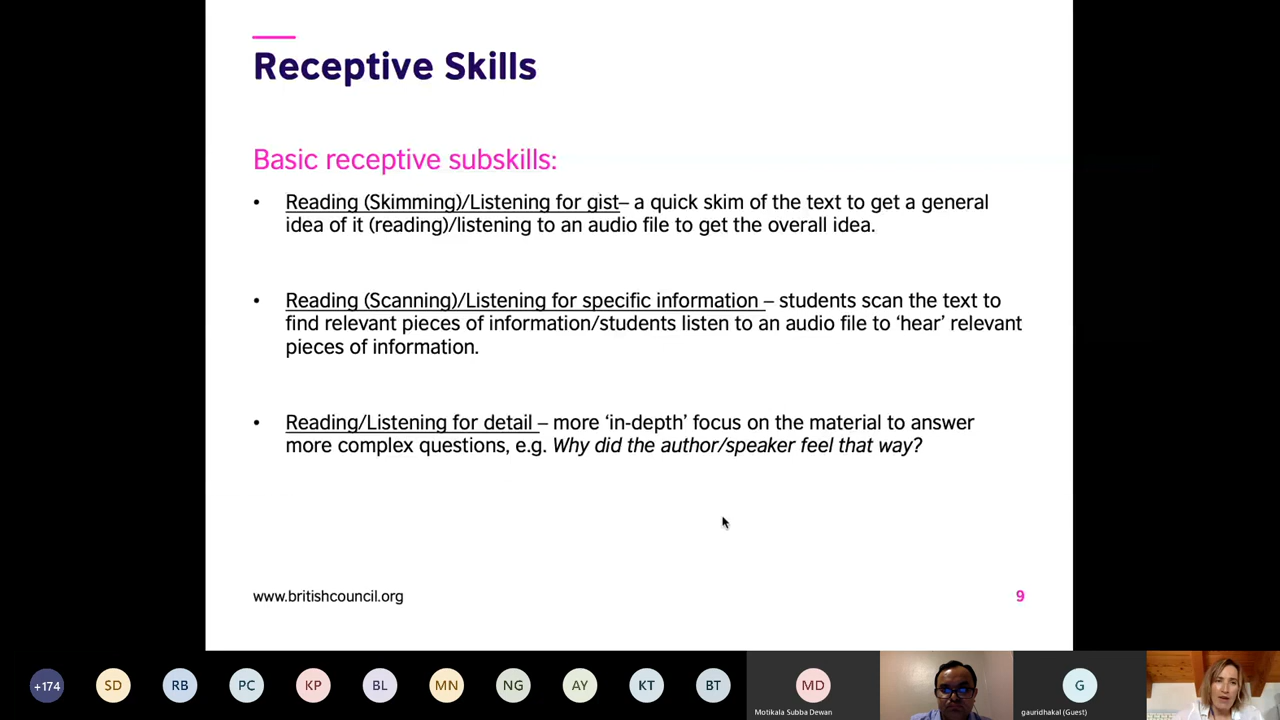 Receptive Skills
Basic receptive subskills:
• Reading (Skimming)/Listening for gist– a quick skim of the text to get a general
idea of it (reading)/listening to an audio file to get the overall idea.
• Reading (Scanning)/Listening for specific information – students scan the text to
find relevant pieces of information/students listen to an audio file to ‘hear’ relevant
pieces of information.
• Reading/Listening for detail – more ‘in-depth’ focus on the material to answer
more complex questions, e.g. Why did the author/speaker feel that way?
www.britishcouncil.org 9
+174 SD RB PC KP BL MN NG AY KT BT MD G
Motikala Subba Dewan gauridhakal (Guest)